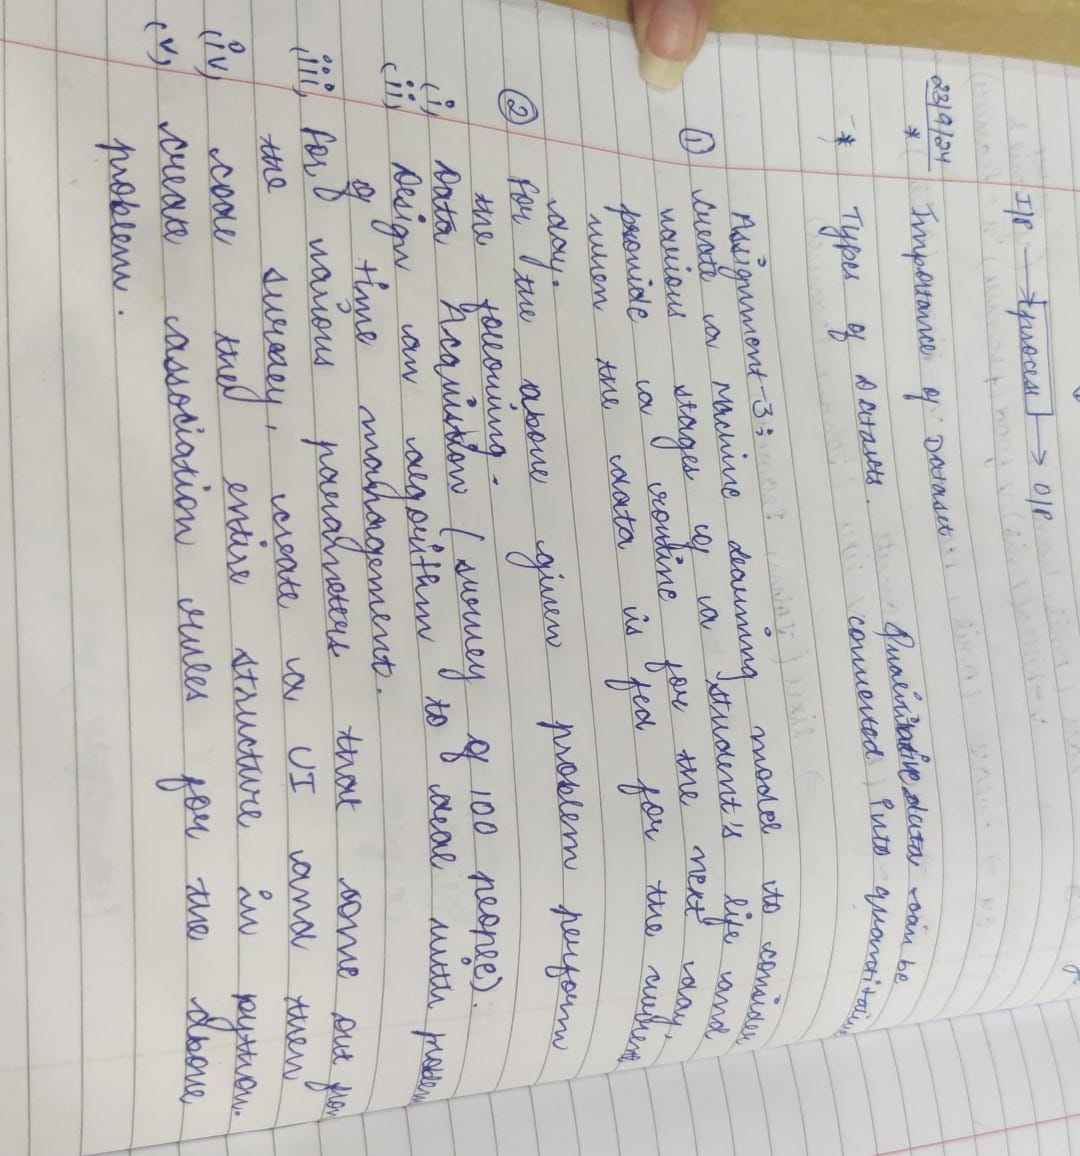 I/P → process → O/P
23/9/24
* Importance of Dataset
* Types of Datasets. Qualitative data can be
converted into quantitative
Assignment-3:
① Create a Machine learning model to consider
various stages of a student's life and
provide a routine for the next day,
when the data is fed for the current
day.
② For the above given problem perform
the following.
(i) Data Acquistion (survey of 100 people).
(ii) Design an algorithm to deal with problem
of time management.
(iii) for various parameters that come out from
the survey, create a UI and then
(iv) code the entire structure in python.
(v) create association rules for the above
problem.